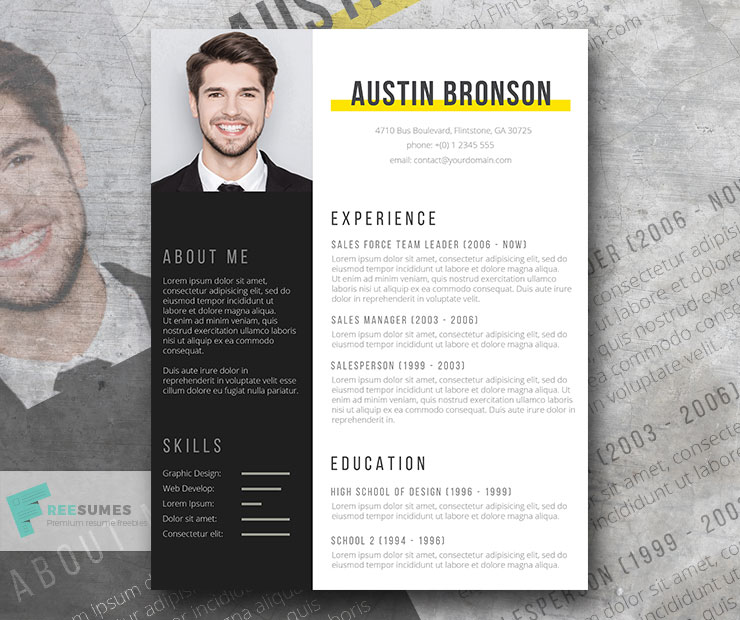 AUSTIN BRONSON
4710 Bus Boulevard, Flintstone, GA 30725
phone: +(0) 1 2345 555
email: contact@yourdomain.com
ABOUT ME
Lorem ipsum dolor sit amet,
consectetur adipiscing elit, sed do
eiusmod tempor incididunt ut
labore et dolore magna aliqua.
Ut enim ad minim veniam, quis
nostrud exercitation ullamco laboris
nisi ut aliquip ex ea commodo
consequat.
Duis aute irure dolor in
reprehenderit in voluptate velit esse
cillum dolore eu fugiat nulla pariatur.
SKILLS
Graphic Design:
Web Develop:
Lorem Ipsum:
Dolor sit amet:
Consectetur elit:
EXPERIENCE
SALES FORCE TEAM LEADER (2006 - NOW)
Lorem ipsum dolor sit amet, consectetur adipiscing elit, sed do
eiusmod tempor incididunt ut labore et dolore magna aliqua.
Ut enim ad minim veniam, quis nostrud exercitation ullamco
laboris nisi ut aliquip ex ea commodo consequat. Duis aute irure
dolor in reprehenderit in voluptate velit.
SALES MANAGER (2003 - 2006)
Lorem ipsum dolor sit amet, consectetur adipiscing elit, sed do
eiusmod tempor incididunt ut labore et dolore magna aliqua.
SALESPERSON (1999 - 2003)
Lorem ipsum dolor sit amet, consectetur adipiscing elit, sed do
eiusmod tempor incididunt ut labore et dolore magna aliqua.
Ut enim ad minim veniam, quis nostrud exercitation ullamco
laboris nisi ut aliquip ex ea commodo consequat. Duis aute
irure dolor in reprehenderit.
EDUCATION
HIGH SCHOOL OF DESIGN (1996 - 1999)
Lorem ipsum dolor sit amet, consectetur adipiscing elit, sed do
eiusmod tempor incididunt ut labore et dolore magna aliqua.
SCHOOL 2 (1994 - 1996)
Lorem ipsum dolor sit amet, consectetur adipiscing elit, sed do
eiusmod tempor incididunt ut labore et dolore magna aliqua.
FREESUMES
Premium resume freebies